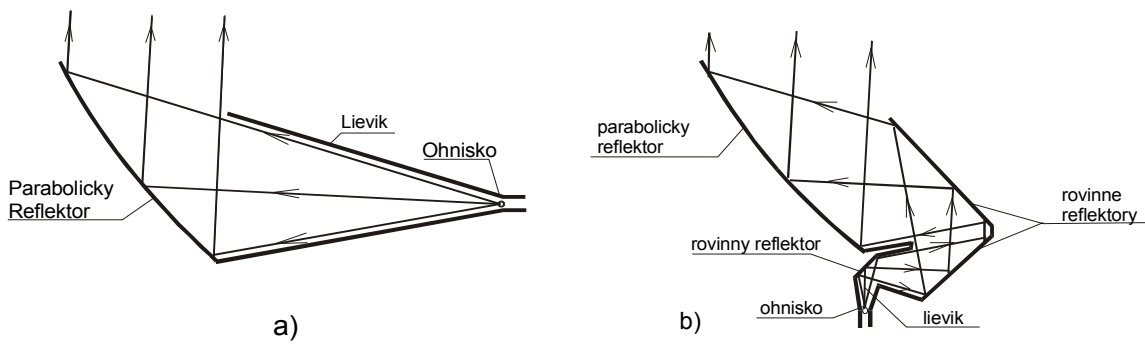 Lievik
Ohnisko
Parabolicky
Reflektor
a)
parabolicky
reflektor
rovinne
reflektory
rovinny reflektor
ohnisko
lievik
b)